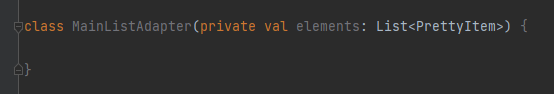 class MainListAdapter(private val elements: List<PrettyItem>) {
}